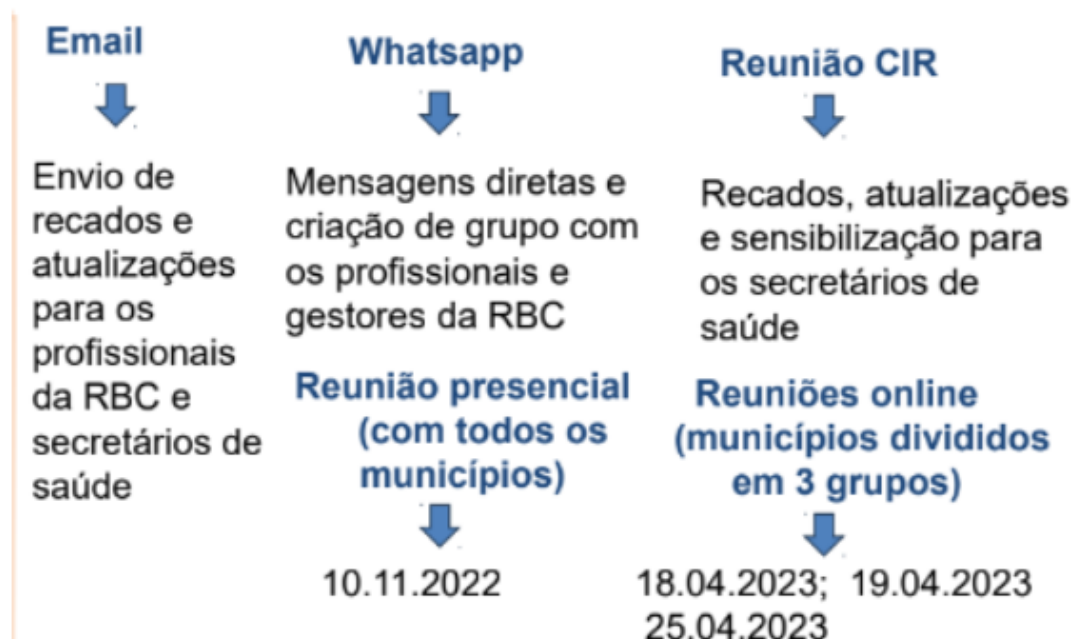 Email
Envio de
recados e
atualizações
para os
profissionais
da RBC e
secretários de
saúde
Whatsapp
Mensagens diretas e
criação de grupo com
os profissionais e
gestores da RBC
Reunião presencial
(com todos os
municípios)
10.11.2022
Reunião CIR
Recados, atualizações
e sensibilização para
os secretários de
saúde
Reuniões online
(municípios divididos
em 3 grupos)
18.04.2023; 19.04.2023
25.04.2023